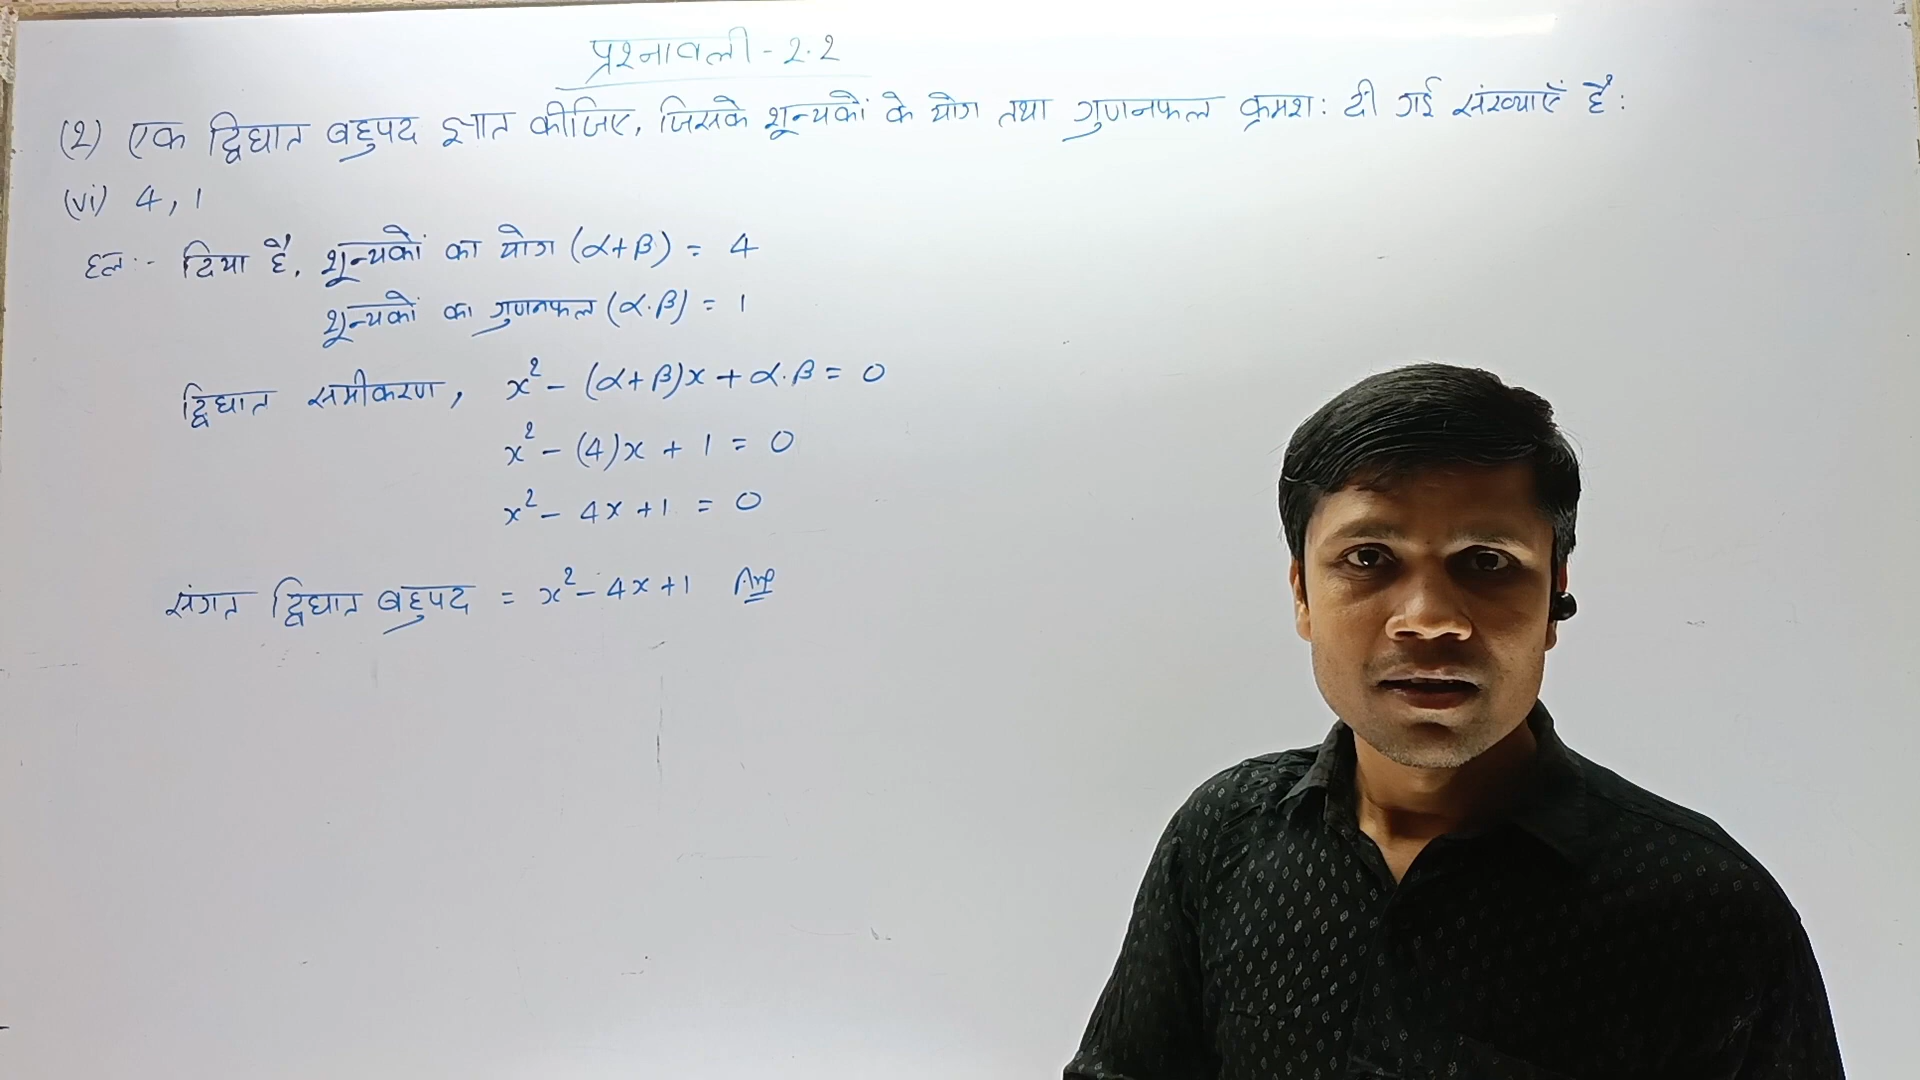 प्रश्नावली - 2.2
(2) एक द्विघात बहुपद ज्ञात कीजिए, जिसके शून्यकों के योग तथा गुणनफल क्रमश: दी गई संख्याएँ हैं:
(vi) 4, 1
हल:- दिया है, शून्यकों का योग (α+β) = 4
शून्यकों का गुणनफल (α.β) = 1
द्विघात समीकरण, x² - (α+β)x + α.β = 0
x² - (4)x + 1 = 0
x² - 4x + 1 = 0
संगत द्विघात बहुपद = x² - 4x + 1 Ans